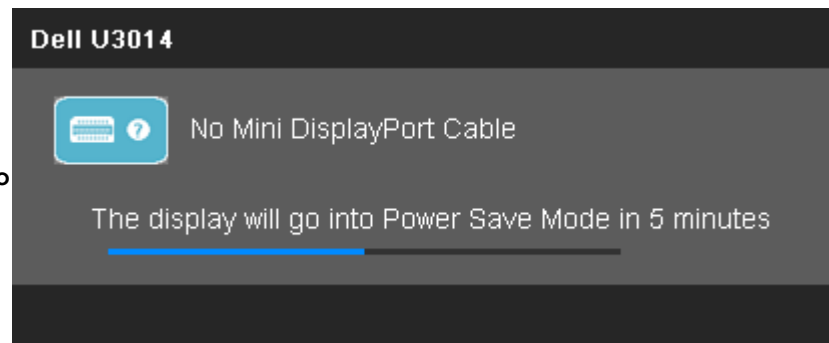 Dell U3014
No Mini DisplayPort Cable
The display will go into Power Save Mode in 5 minutes